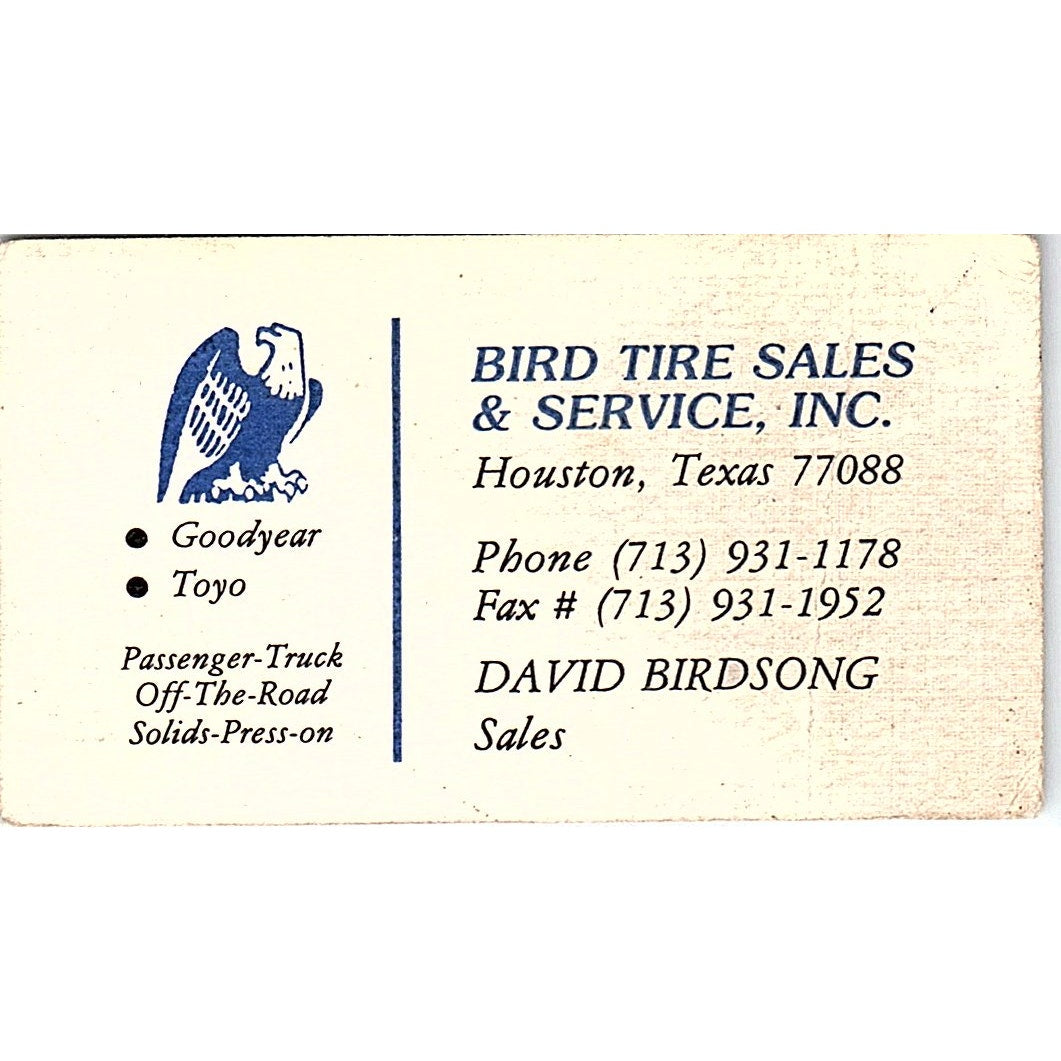 ● Goodyear
● Toyo
Passenger-Truck
Off-The-Road
Solids-Press-on
BIRD TIRE SALES
& SERVICE, INC.
Houston, Texas 77088
Phone (713) 931-1178
Fax # (713) 931-1952
DAVID BIRDSONG
Sales